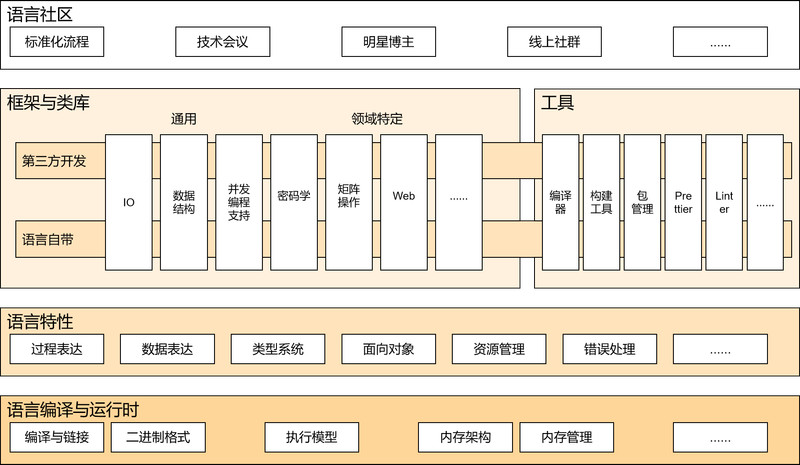 语言社区
标准化流程
技术会议
明星博主
线上社群
......
框架与类库
工具
通用
领域特定
第三方开发
语言自带
IO
数据
结构
并发
编程
支持
密码学
矩阵
操作
Web
......
编译
器
构建
工具
包
管理
Pre
ttier
Lint
er
......
语言特性
过程表达
数据表达
类型系统
面向对象
资源管理
错误处理
......
语言编译与运行时
编译与链接
二进制格式
执行模型
内存架构
内存管理
......